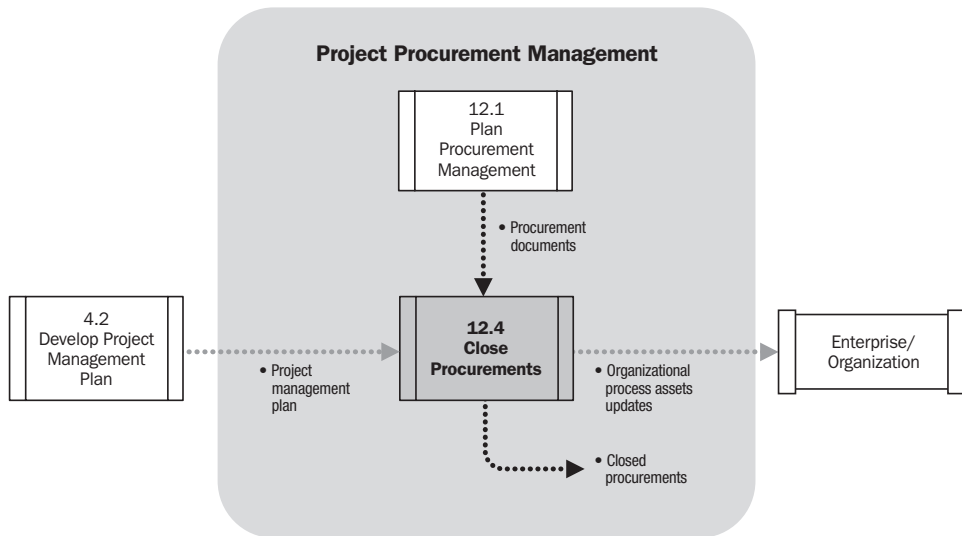 Project Procurement Management
12.1
Plan
Procurement
Management
• Procurement
documents
4.2
Develop Project
Management
Plan
• Project
management
plan
12.4
Close
Procurements
• Organizational
process assets
updates
Enterprise/
Organization
• Closed
procurements